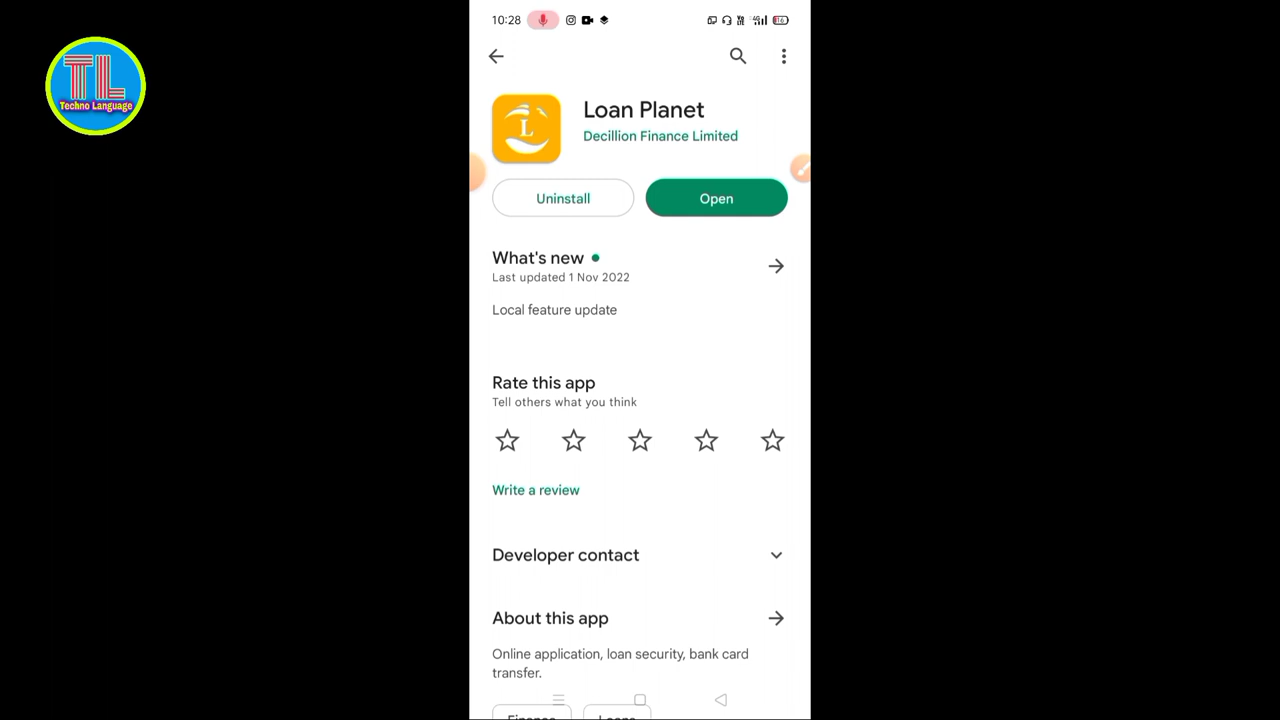 TL
Techno Language
10:28
Loan Planet
L
Decillion Finance Limited
Uninstall
Open
What's new
Last updated 1 Nov 2022
Local feature update
Rate this app
Tell others what you think
Write a review
Developer contact
About this app
Online application, loan security, bank card
transfer.
Finance
Loans